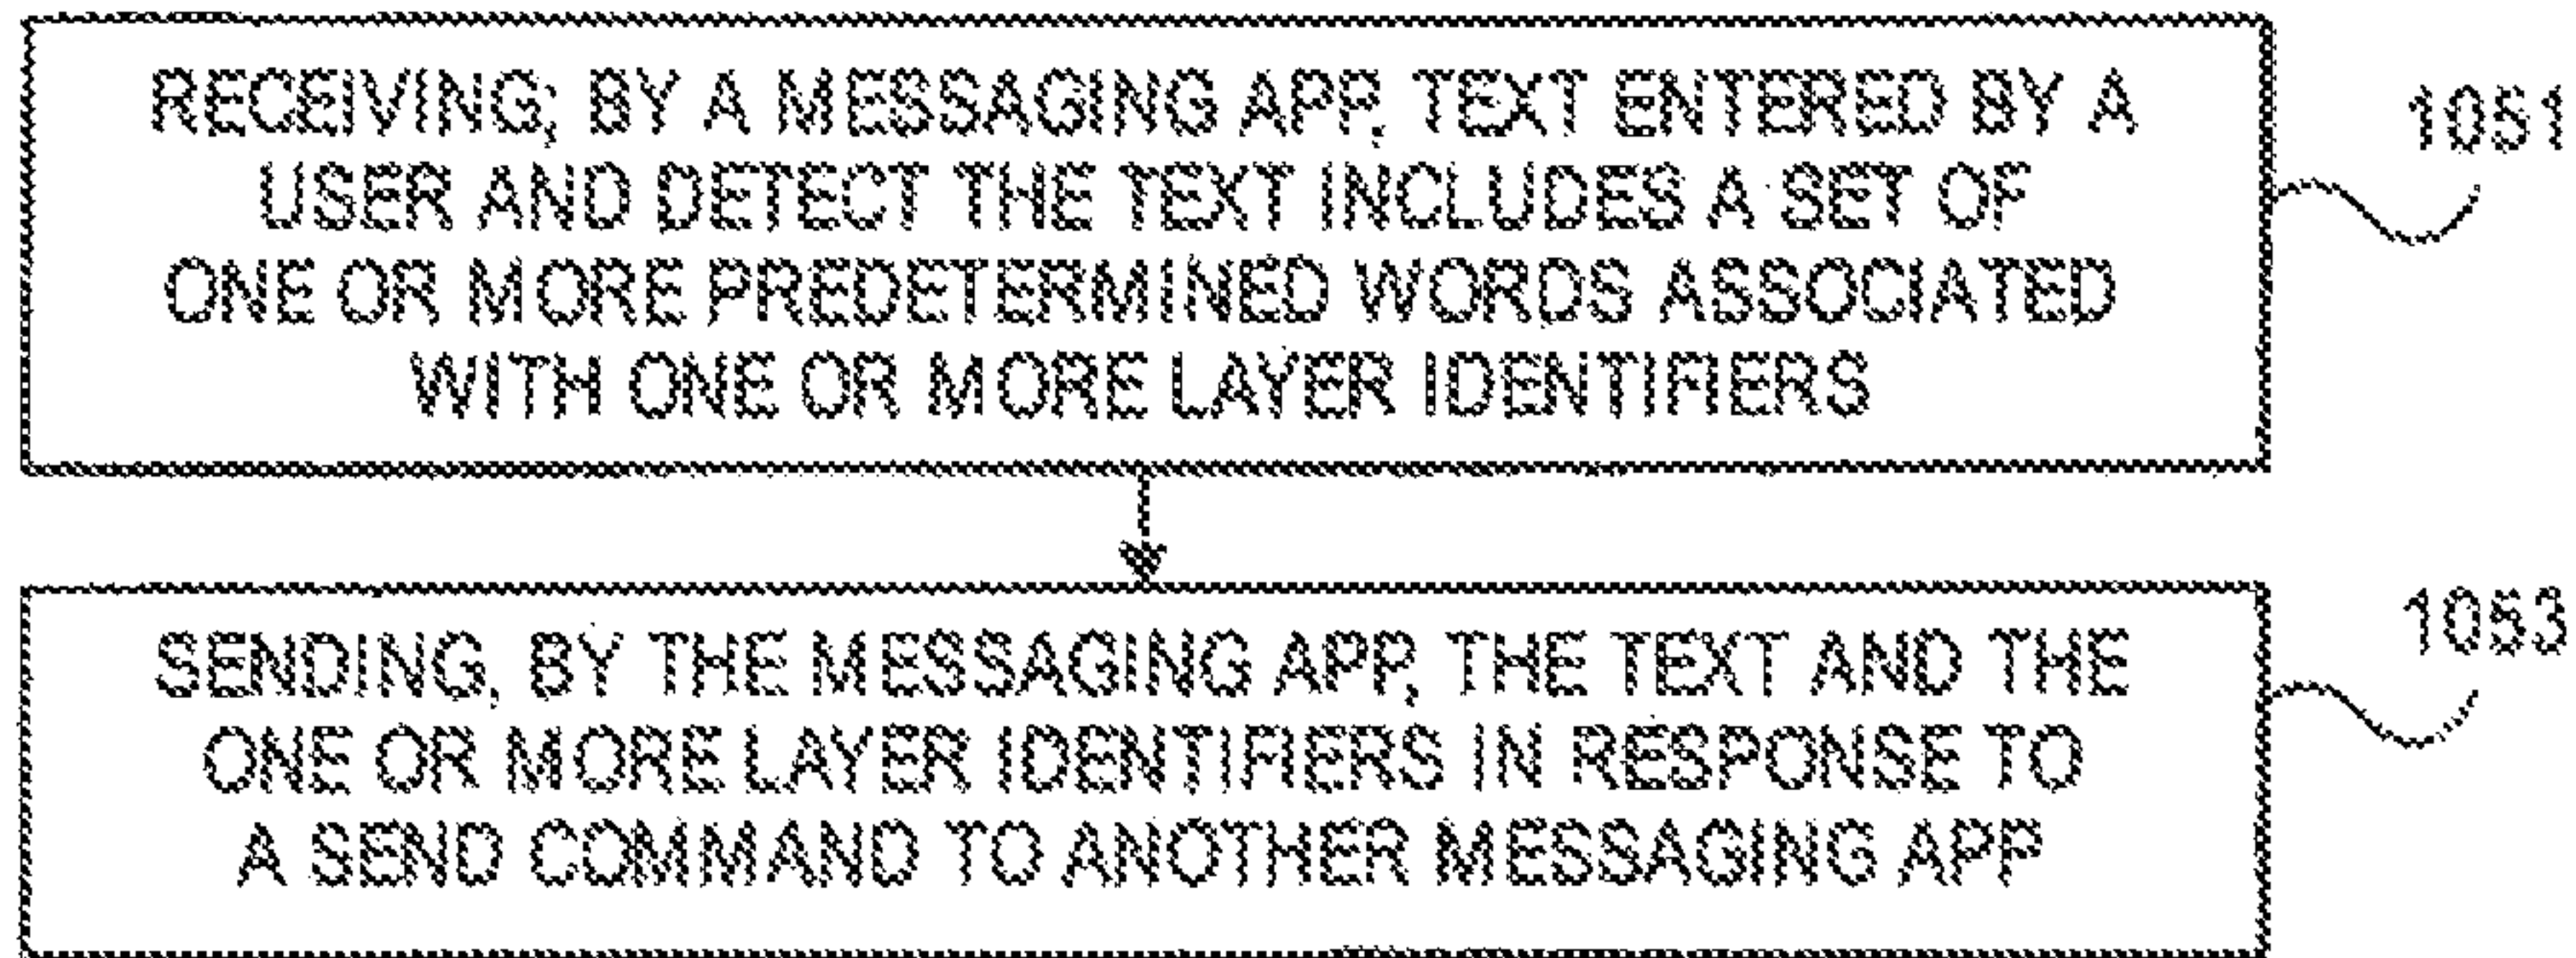 RECEIVING, BY A MESSAGING APP, TEXT ENTERED BY A
USER AND DETECT THE TEXT INCLUDES A SET OF
ONE OR MORE PREDETERMINED WORDS ASSOCIATED
WITH ONE OR MORE LAYER IDENTIFIERS
1051
SENDING, BY THE MESSAGING APP, THE TEXT AND THE
ONE OR MORE LAYER IDENTIFIERS IN RESPONSE TO
A SEND COMMAND TO ANOTHER MESSAGING APP
1053